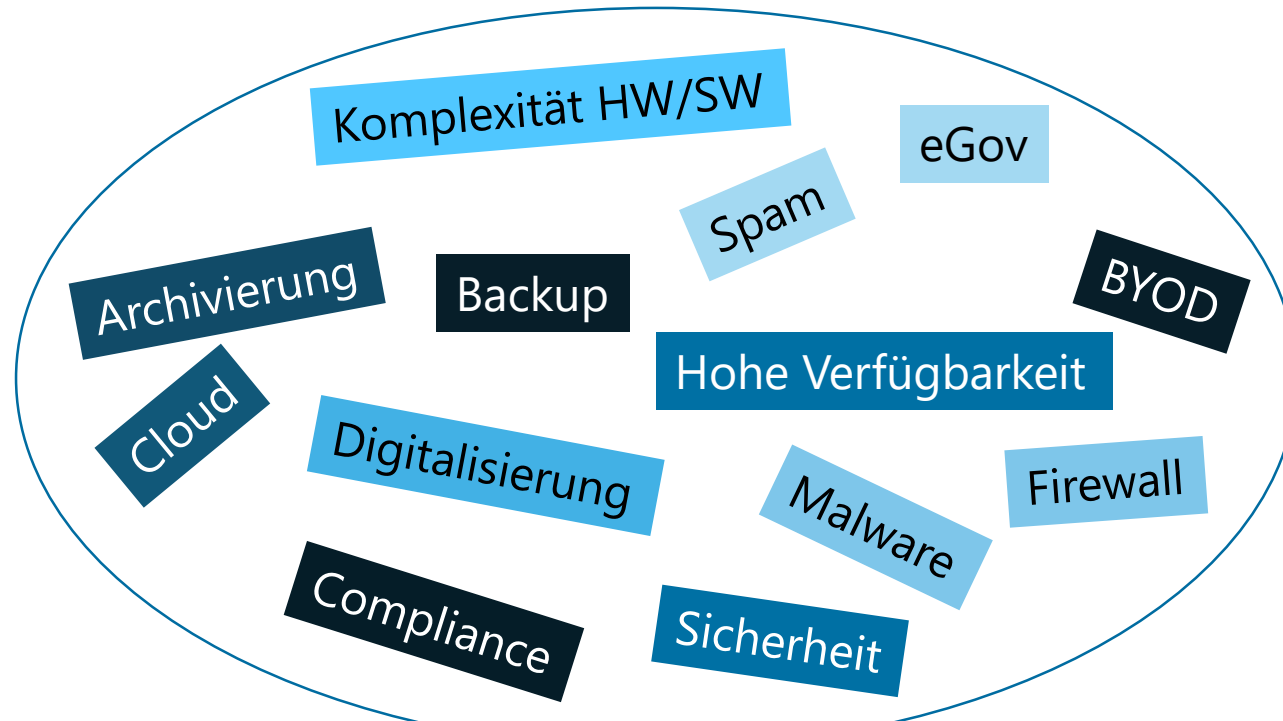 Komplexität HW/SW
eGov
Spam
Archivierung
Backup
BYOD
Hohe Verfügbarkeit
Cloud
Digitalisierung
Firewall
Malware
Compliance
Sicherheit